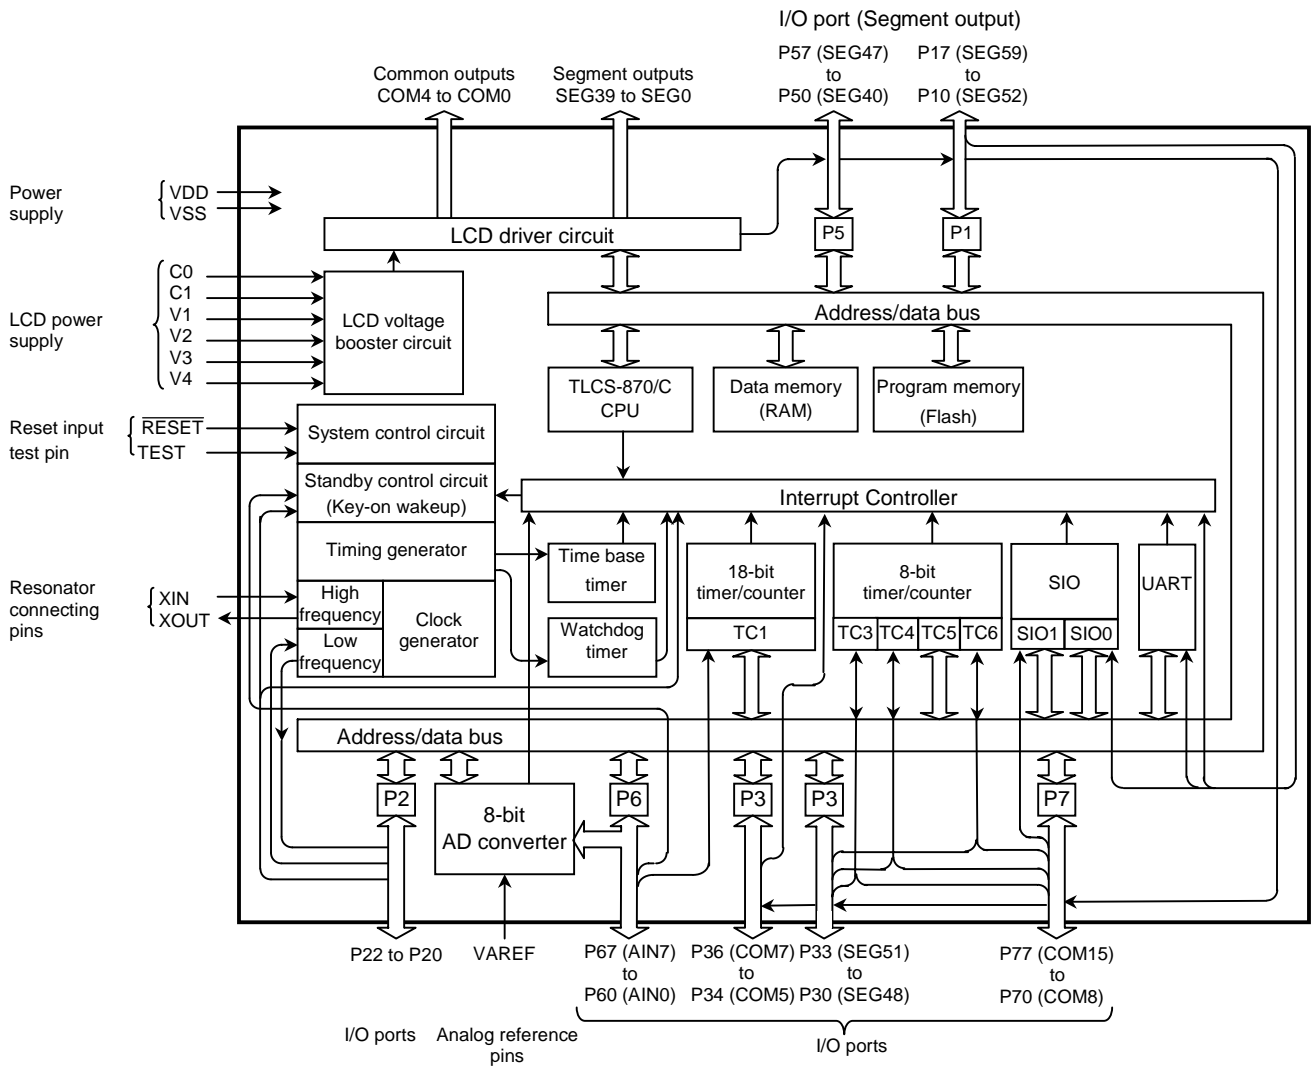 I/O port (Segment output)
P57 (SEG47)
to
P50 (SEG40)
P17 (SEG59)
to
P10 (SEG52)
Common outputs
COM4 to COM0
Segment outputs
SEG39 to SEG0
Power
supply
VDD
VSS
LCD driver circuit
P5
P1
LCD power
supply
C0
C1
V1
V2
V3
V4
LCD voltage
booster circuit
Address/data bus
TLCS-870/C
CPU
Data memory
(RAM)
Program memory
(Flash)
Reset input
test pin
RESET
TEST
System control circuit
Standby control circuit
(Key-on wakeup)
Interrupt Controller
Timing generator
Time base
timer
18-bit
timer/counter
TC1
8-bit
timer/counter
TC3
TC4
TC5
TC6
SIO
SIO1
SIO0
UART
Resonator
connecting
pins
XIN
XOUT
High
frequency
Low
frequency
Clock
generator
Watchdog
timer
Address/data bus
P2
8-bit
AD converter
P6
P3
P3
P7
P22 to P20
VAREF
P67 (AIN7)
to
P60 (AIN0)
P36 (COM7)
to
P34 (COM5)
P33 (SEG51)
to
P30 (SEG48)
P77 (COM15)
to
P70 (COM8)
I/O ports
Analog reference
pins
I/O ports